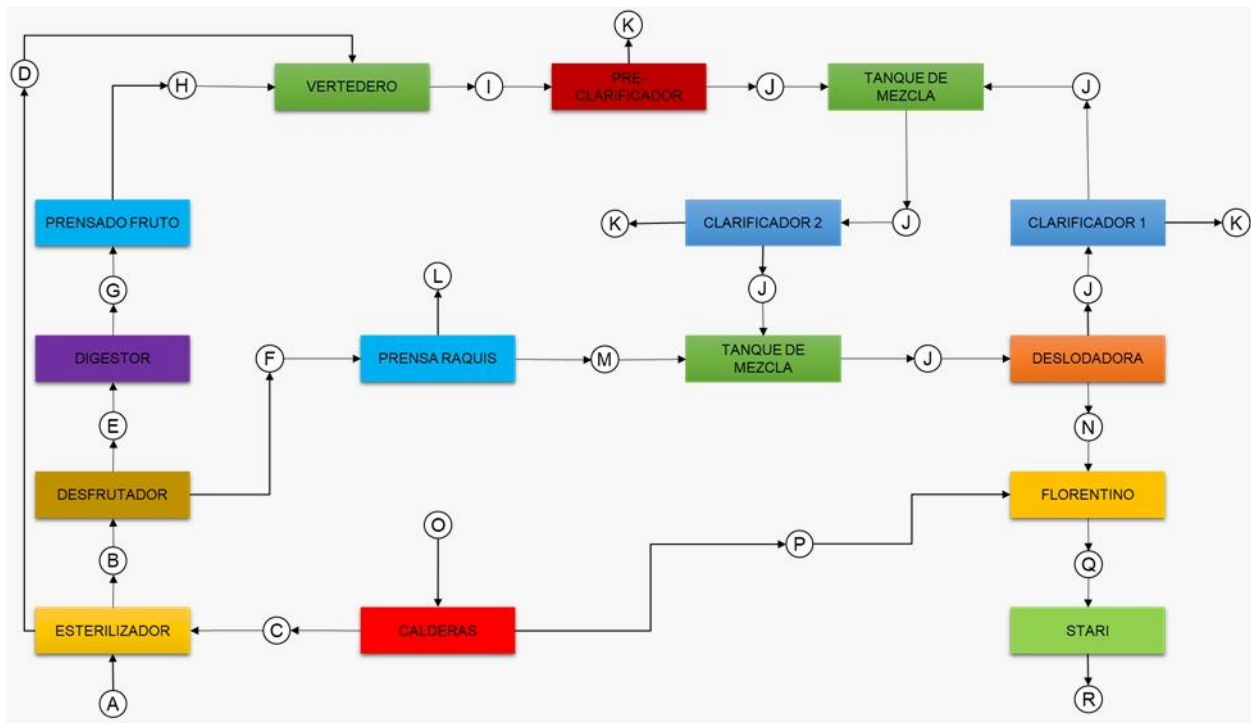 K
D
H
VERTEDERO
I
PRE-
CLARIFICADOR
J
TANQUE DE
MEZCLA
J
PRENSADO FRUTO
K
CLARIFICADOR 2
J
CLARIFICADOR 1
K
G
L
J
J
DIGESTOR
F
PRENSA RAQUIS
M
TANQUE DE
MEZCLA
J
DESLODADORA
E
N
DESFRUTADOR
FLORENTINO
O
P
B
Q
ESTERILIZADOR
C
CALDERAS
STARI
A
R